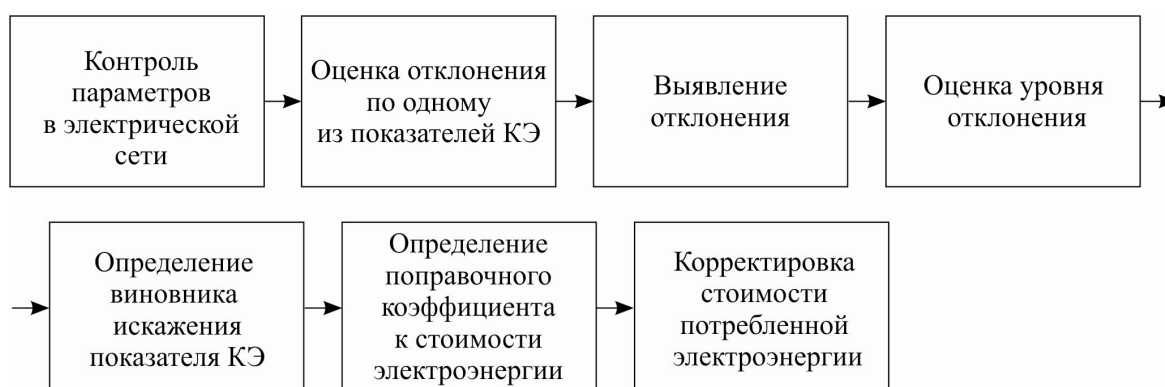 Контроль
параметров
в электрической
сети
Оценка отклонения
по одному
из показателей КЭ
Выявление
отклонения
Оценка уровня
отклонения
Определение
виновника
искажения
показателя КЭ
Определение
поправочного
коэффициента
к стоимости
электроэнергии
Корректировка
стоимости
потребленной
электроэнергии